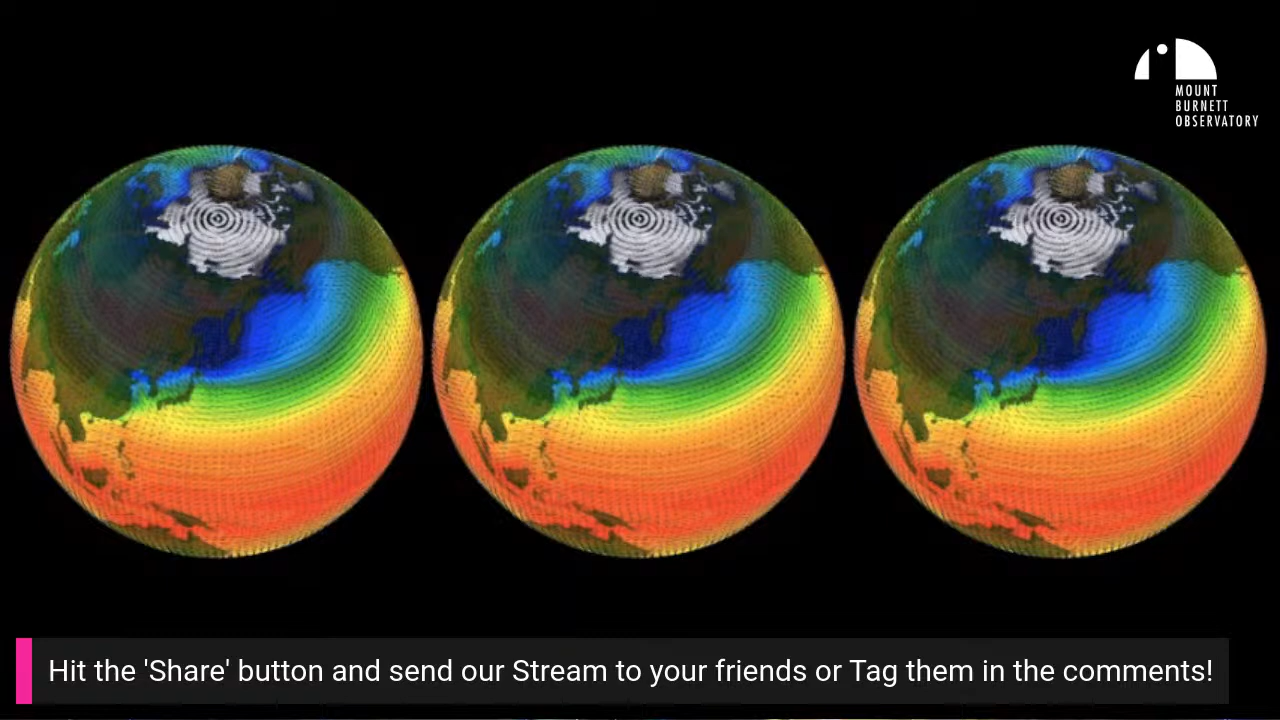 MOUNT
BURNETT
OBSERVATORY
Hit the 'Share' button and send our Stream to your friends or Tag them in the comments!